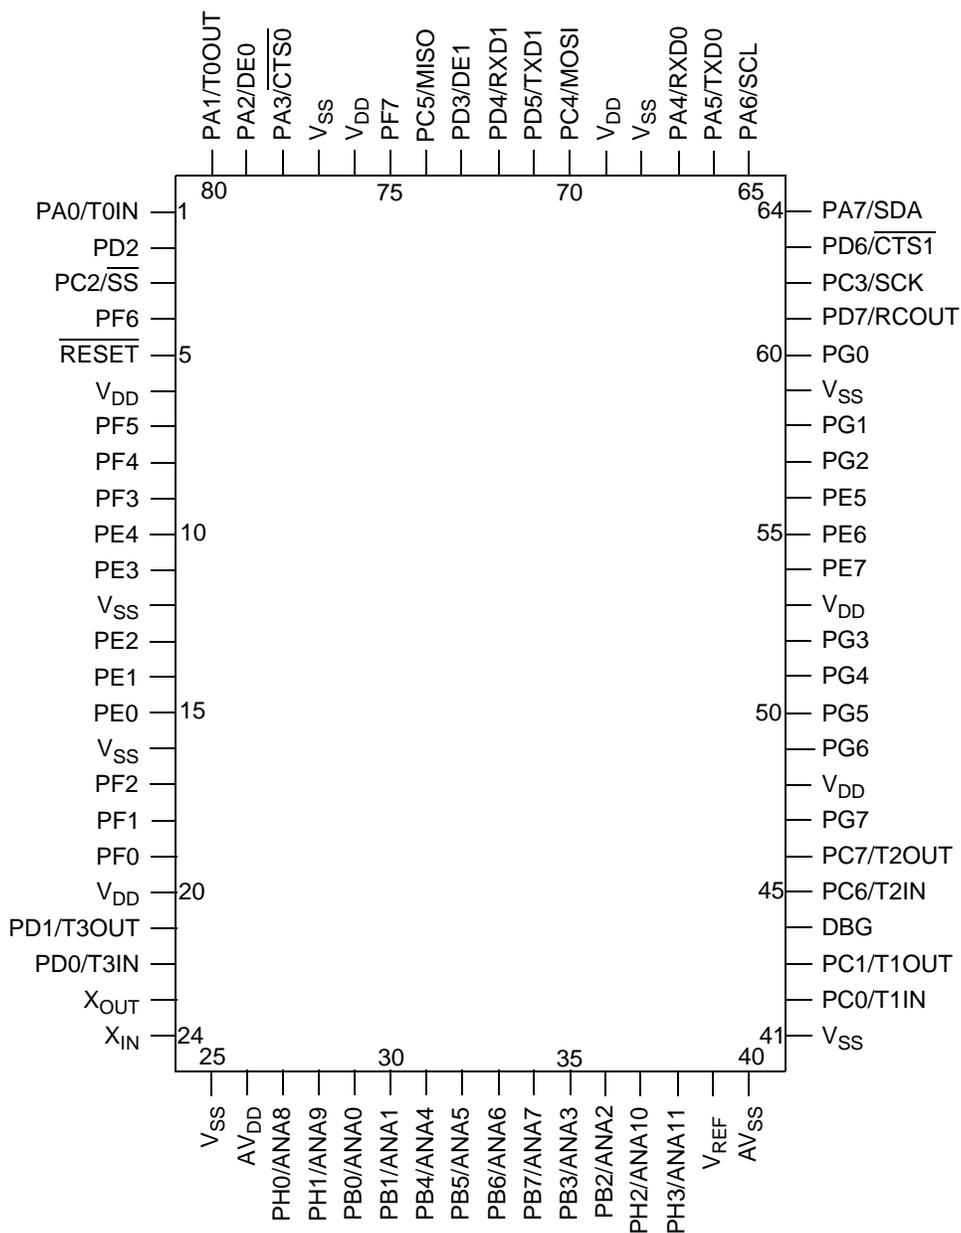 PA1/T0OUT
PA2/DE0
PA3/CTS0
VSS
VDD
PF7
PC5/MISO
PD3/DE1
PD4/RXD1
PD5/TXD1
PC4/MOSI
VDD
VSS
PA4/RXD0
PA5/TXD0
PA6/SCL
80 75 70 65
PA0/T0IN 1 64 PA7/SDA
PD2 PD6/CTS1
PC2/SS PC3/SCK
PF6 PD7/RCOUT
RESET 5 60 PG0
VDD VSS
PF5 PG1
PF4 PG2
PF3 PE5
PE4 10 55 PE6
PE3 PE7
VSS VDD
PE2 PG3
PE1 PG4
PE0 15 50 PG5
VSS PG6
PF2 VDD
PF1 PG7
PF0 PC7/T2OUT
VDD 20 45 PC6/T2IN
PD1/T3OUT DBG
PD0/T3IN PC1/T1OUT
XOUT PC0/T1IN
XIN 24 41 VSS
25 30 35 40
VSS
AVDD
PH0/ANA8
PH1/ANA9
PB0/ANA0
PB1/ANA1
PB4/ANA4
PB5/ANA5
PB6/ANA6
PB7/ANA7
PB3/ANA3
PB2/ANA2
PH2/ANA10
PH3/ANA11
VREF
AVSS